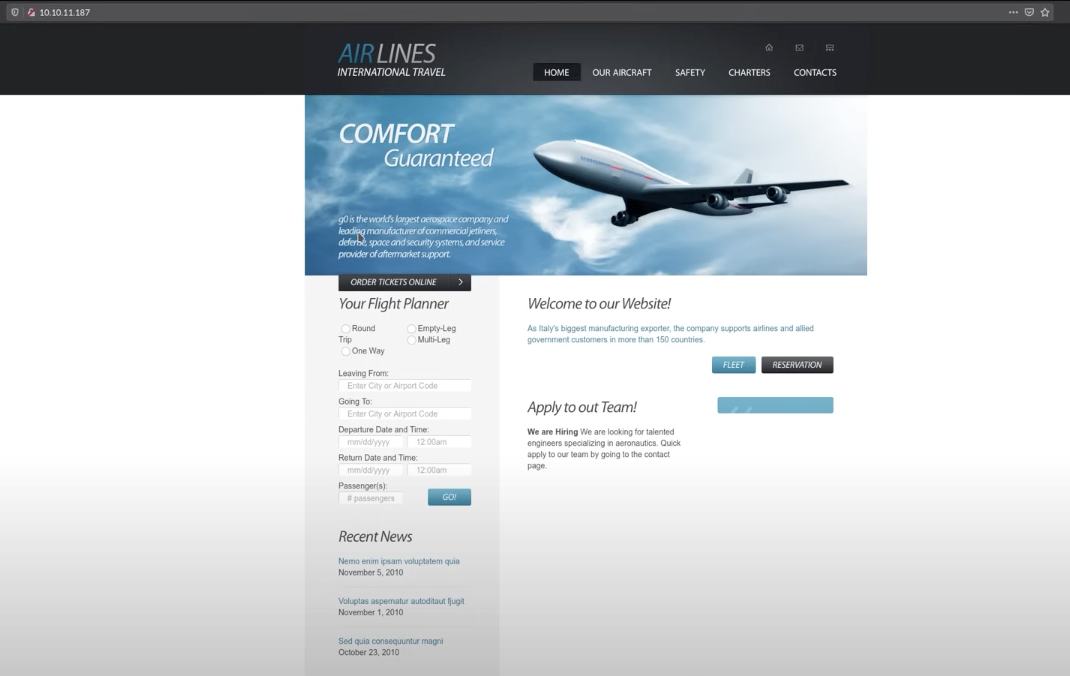 10.10.11.187
AIRLINES
INTERNATIONAL TRAVEL
HOME
OUR AIRCRAFT
SAFETY
CHARTERS
CONTACTS
COMFORT
Guaranteed
g0 is the world's largest aerospace company and
leading manufacturer of commercial jetliners,
defense, space and security systems, and service
provider of aftermarket support.
ORDER TICKETS ONLINE
Your Flight Planner
Round
Trip
One Way
Empty-Leg
Multi-Leg
Leaving From:
Enter City or Airport Code
Going To:
Enter City or Airport Code
Departure Date and Time:
mm/dd/yyyy 12:00am
Return Date and Time:
mm/dd/yyyy 12:00am
Passenger(s):
# passengers
GO!
Recent News
Nemo enim ipsam voluptatem quia
November 5, 2010
Voluptas aspernatur autoditaut fjugit
November 1, 2010
Sed quia consequuntur magni
October 23, 2010
Welcome to our Website!
As Italy's biggest manufacturing exporter, the company supports airlines and allied
government customers in more than 150 countries.
FLEET
RESERVATION
Apply to out Team!
We are Hiring We are looking for talented
engineers specializing in aeronautics. Quick
apply to our team by going to the contact
page.